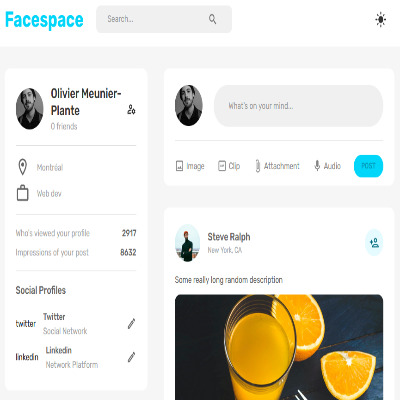 Facespace
Search...
Olivier Meunier-
Plante
0 friends
Montrúal
Web dev
Who's viewed your profile 2917
Impressions of your post 8632
Social Profiles
twitter
Twitter
Social Network
linkedin
Linkedin
Network Platform
What's on your mind...
Image
Clip
Attachment
Audio
POST
Steve Ralph
New York, CA
Some really long random description